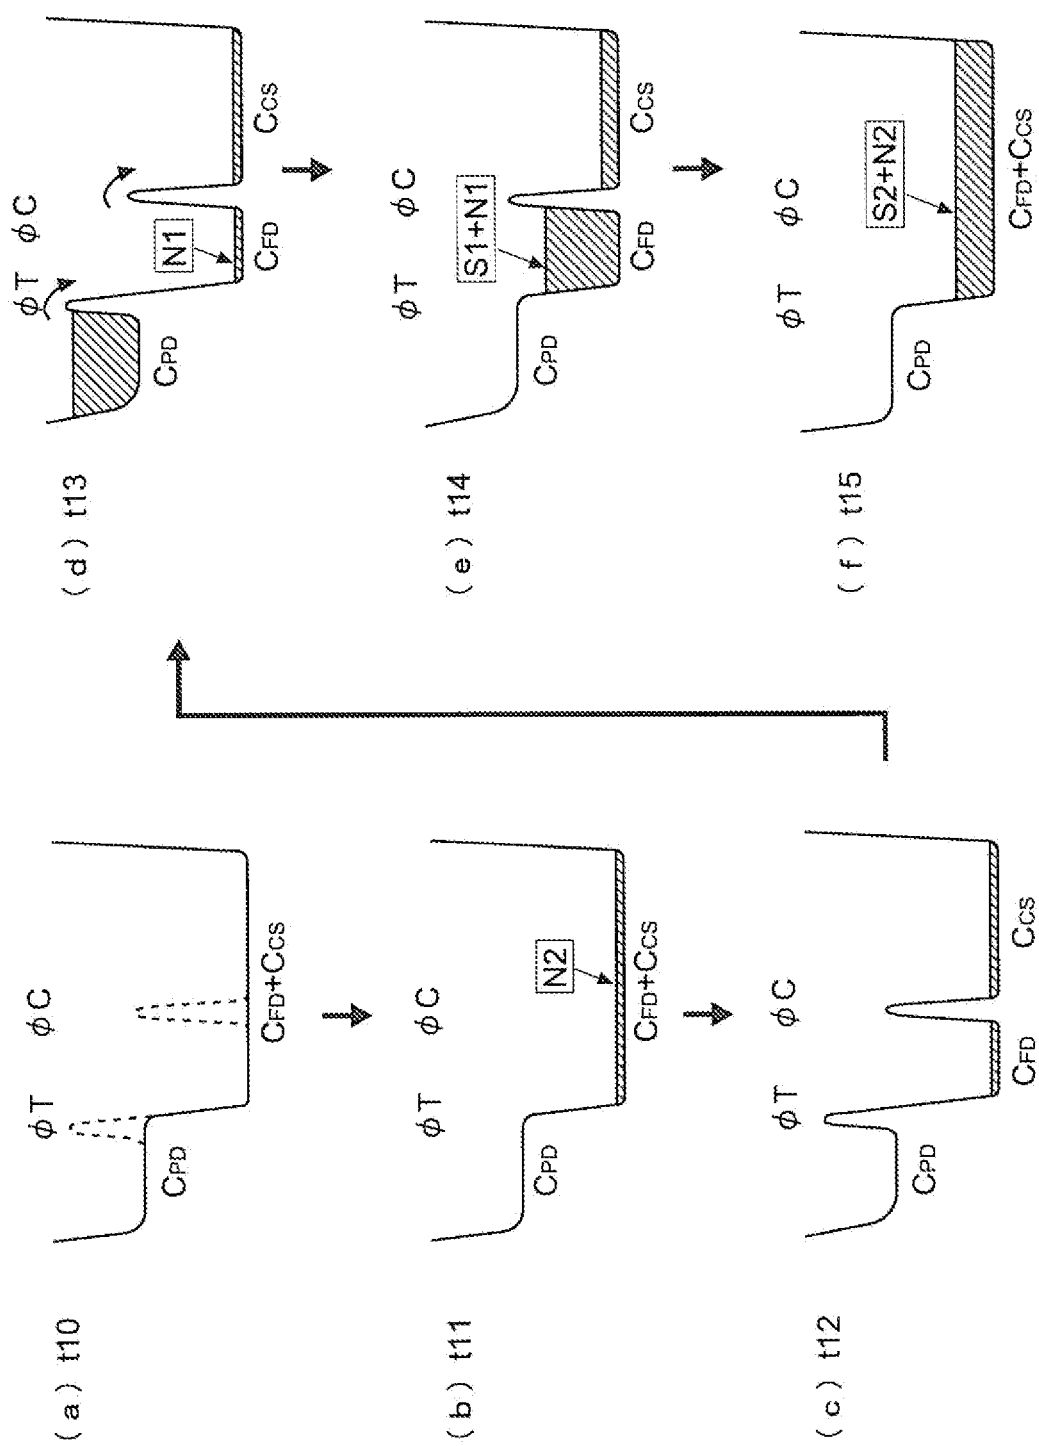 (a) t10
φT φC
CPD
CFD+CCS
(b) t11
φT φC
N2
CPD
CFD+CCS
(c) t12
φT φC
CPD
CFD
CCS
(d) t13
φT φC
N1
CPD
CFD
CCS
(e) t14
φT φC
S1+N1
CPD
CFD
CCS
(f) t15
φT φC
S2+N2
CPD
CFD+CCS